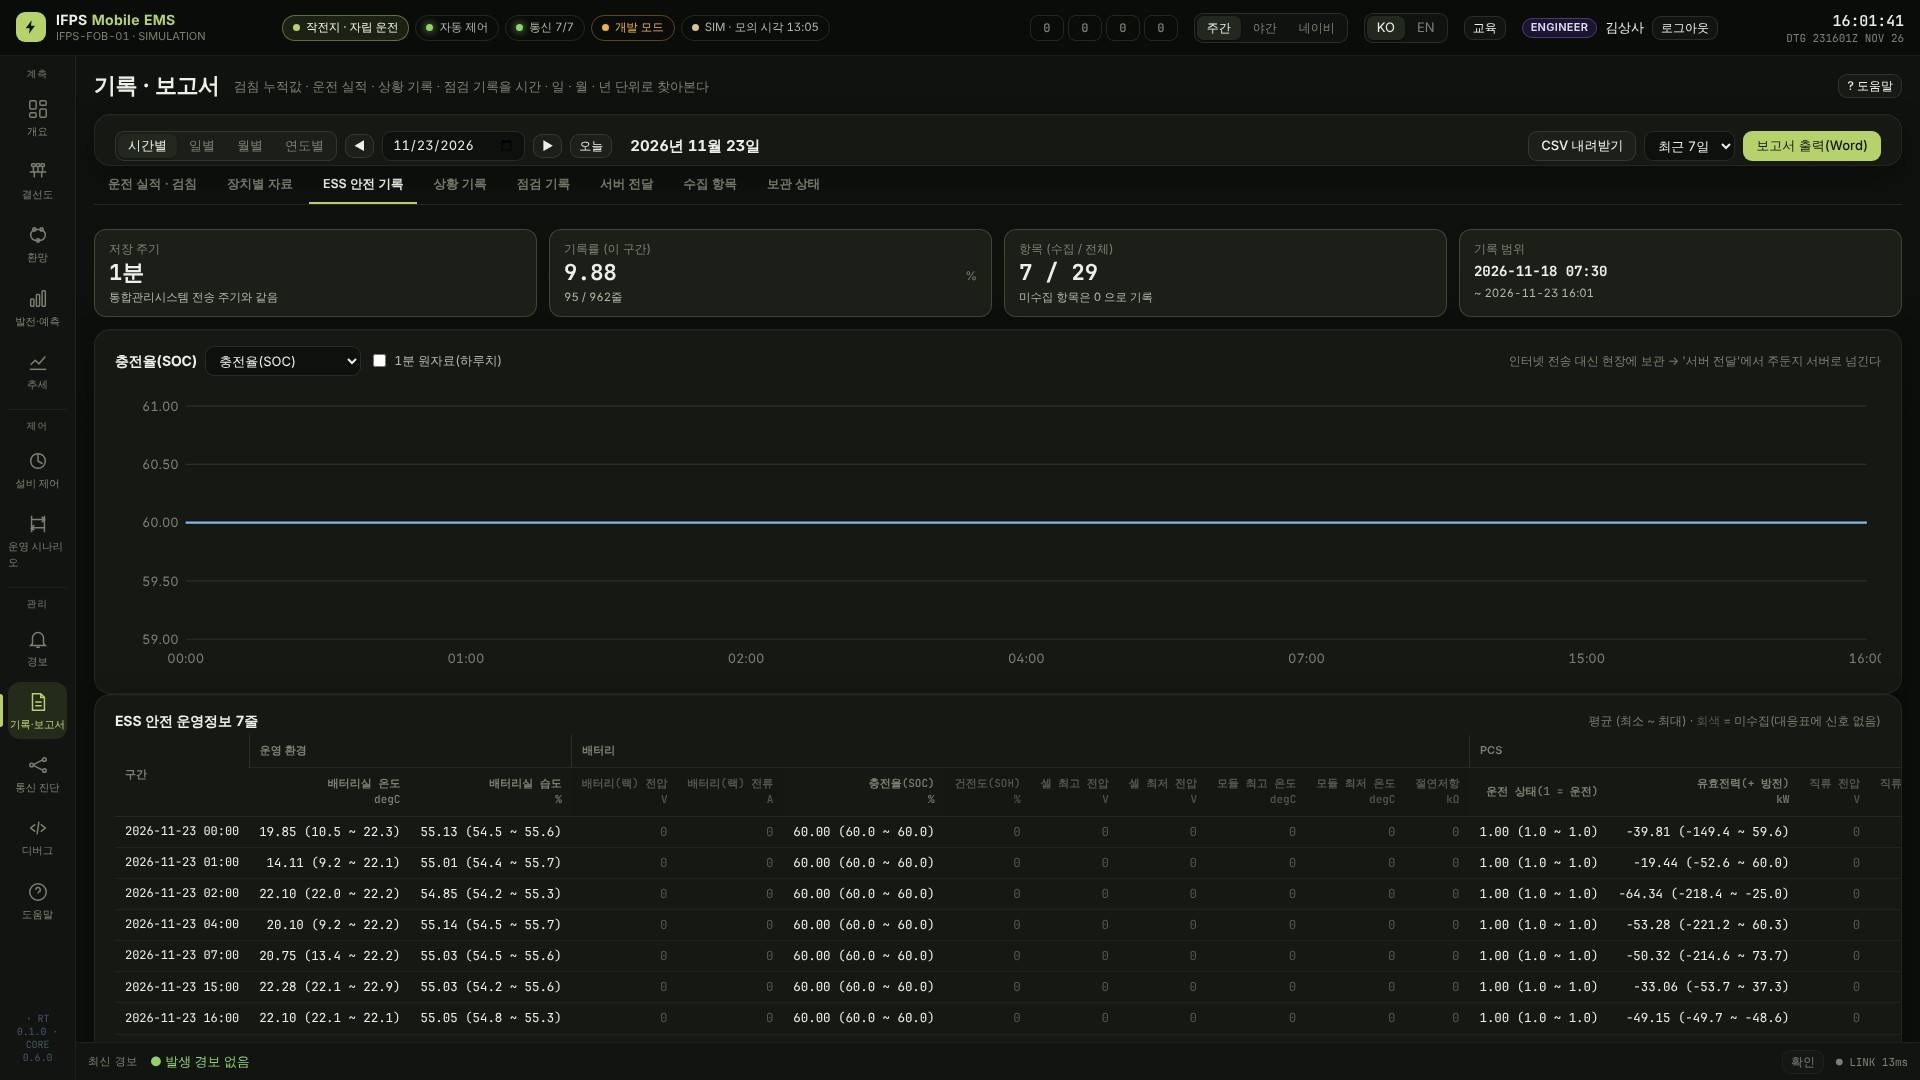 IFPS Mobile EMS
IFPS-FOB-01 · SIMULATION
작전지 · 자립 운전
자동 제어
통신 7/7
개발 모드
SIM · 모의 시각 13:05
0 0 0 0
주간 야간 네이비
KO EN
교육
ENGINEER 김상사 로그아웃
16:01:41
DTG 231601Z NOV 26
계측
개요
결선도
환망
발전·예측
추세
제어
설비 제어
운영 시나리
오
관리
경보
기록·보고서
통신 진단
디버그
도움말
· RT
0.1.0 ·
CORE
0.6.0
기록 · 보고서 검침 누적값 · 운전 실적 · 상황 기록 · 점검 기록을 시간 · 일 · 월 · 년 단위로 찾아본다
? 도움말
시간별 일별 월별 연도별 ◀ 11/23/2026 ▶ 오늘 2026년 11월 23일
CSV 내려받기 최근 7일 보고서 출력(Word)
운전 실적 · 검침 장치별 자료 ESS 안전 기록 상황 기록 점검 기록 서버 전달 수집 항목 보관 상태
저장 주기
1분
통합관리시스템 전송 주기와 같음
기록률 (이 구간)
9.88 %
95 / 962줄
항목 (수집 / 전체)
7 / 29
미수집 항목은 0 으로 기록
기록 범위
2026-11-18 07:30
~ 2026-11-23 16:01
충전율(SOC) 충전율(SOC) 1분 원자료(하루치)
인터넷 전송 대신 현장에 보관 → '서버 전달'에서 주둔지 서버로 넘긴다
61.00
60.50
60.00
59.50
59.00
00:00 01:00 02:00 04:00 07:00 15:00 16:00
ESS 안전 운영정보 7줄
평균 (최소 ~ 최대) · 회색 = 미수집(대응표에 신호 없음)
운영 환경 배터리 PCS
구간 배터리실 온도 배터리실 습도 배터리(랙) 전압 배터리(랙) 전류 충전율(SOC) 건전도(SOH) 셀 최고 전압 셀 최저 전압 모듈 최고 온도 모듈 최저 온도 절연저항 운전 상태(1 = 운전) 유효전력(+ 방전) 직류 전압 직류
degC % V A % % V V degC degC kΩ kW V
2026-11-23 00:00 19.85 (10.5 ~ 22.3) 55.13 (54.5 ~ 55.6) 0 0 60.00 (60.0 ~ 60.0) 0 0 0 0 0 0 1.00 (1.0 ~ 1.0) -39.81 (-149.4 ~ 59.6) 0
2026-11-23 01:00 14.11 (9.2 ~ 22.1) 55.01 (54.4 ~ 55.7) 0 0 60.00 (60.0 ~ 60.0) 0 0 0 0 0 0 1.00 (1.0 ~ 1.0) -19.44 (-52.6 ~ 60.0) 0
2026-11-23 02:00 22.10 (22.0 ~ 22.2) 54.85 (54.2 ~ 55.3) 0 0 60.00 (60.0 ~ 60.0) 0 0 0 0 0 0 1.00 (1.0 ~ 1.0) -64.34 (-218.4 ~ -25.0) 0
2026-11-23 04:00 20.10 (9.2 ~ 22.2) 55.14 (54.5 ~ 55.7) 0 0 60.00 (60.0 ~ 60.0) 0 0 0 0 0 0 1.00 (1.0 ~ 1.0) -53.28 (-221.2 ~ 60.3) 0
2026-11-23 07:00 20.75 (13.4 ~ 22.2) 55.03 (54.5 ~ 55.6) 0 0 60.00 (60.0 ~ 60.0) 0 0 0 0 0 0 1.00 (1.0 ~ 1.0) -50.32 (-214.6 ~ 73.7) 0
2026-11-23 15:00 22.28 (22.1 ~ 22.9) 55.03 (54.2 ~ 55.6) 0 0 60.00 (60.0 ~ 60.0) 0 0 0 0 0 0 1.00 (1.0 ~ 1.0) -33.06 (-53.7 ~ 37.3) 0
2026-11-23 16:00 22.10 (22.1 ~ 22.1) 55.05 (54.8 ~ 55.3) 0 0 60.00 (60.0 ~ 60.0) 0 0 0 0 0 0 1.00 (1.0 ~ 1.0) -49.15 (-49.7 ~ -48.6) 0
최신 경보 발생 경보 없음
확인 LINK 13ms